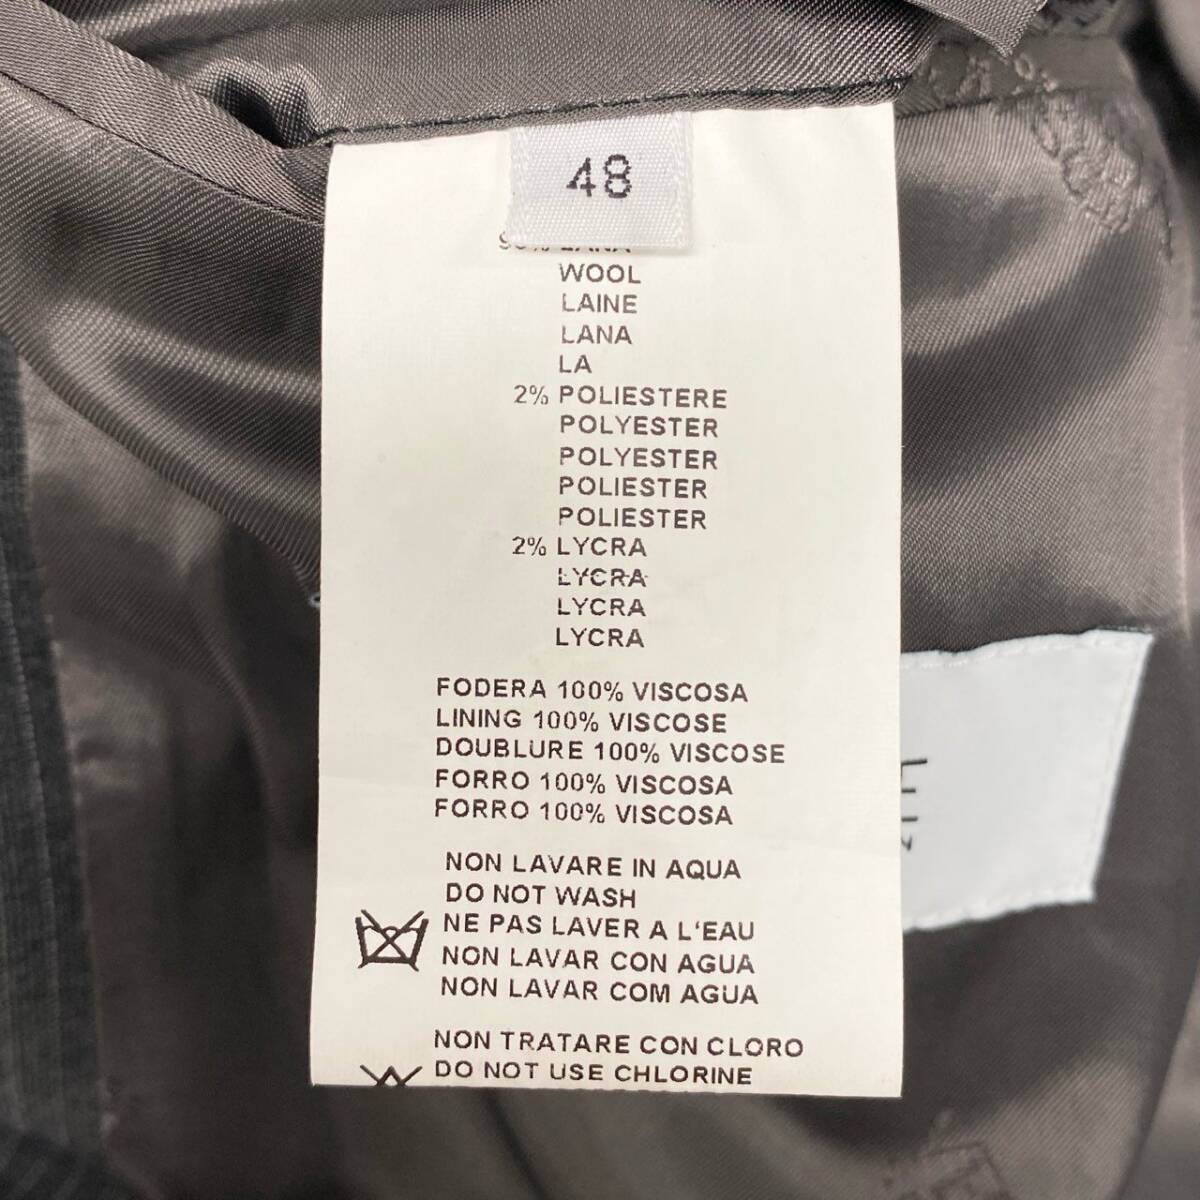 48
LANA
WOOL
LAINE
LANA
LA
2% POLIESTERE
POLYESTER
POLYESTER
POLIESTER
POLIESTER
2% LYCRA
LYCRA
LYCRA
LYCRA
FODERA 100% VISCOSA
LINING 100% VISCOSE
DOUBLURE 100% VISCOSE
FORRO 100% VISCOSA
FORRO 100% VISCOSA
NON LAVARE IN AQUA
DO NOT WASH
NE PAS LAVER A L'EAU
NON LAVAR CON AGUA
NON LAVAR COM AGUA
NON TRATARE CON CLORO
DO NOT USE CHLORINE